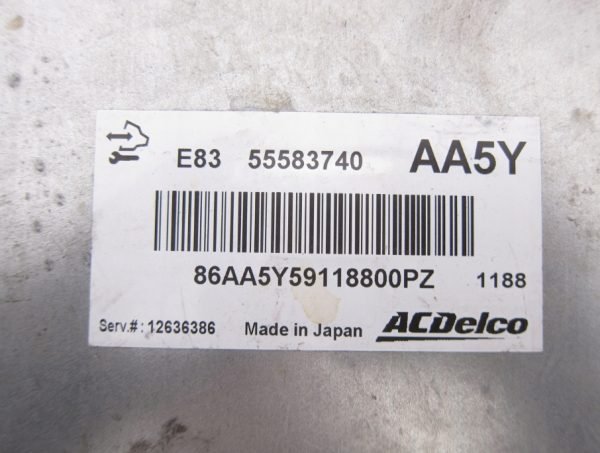 E83 55583740 AA5Y
86AA5Y59118800PZ 1188
Serv.#: 12636386 Made in Japan ACDelco